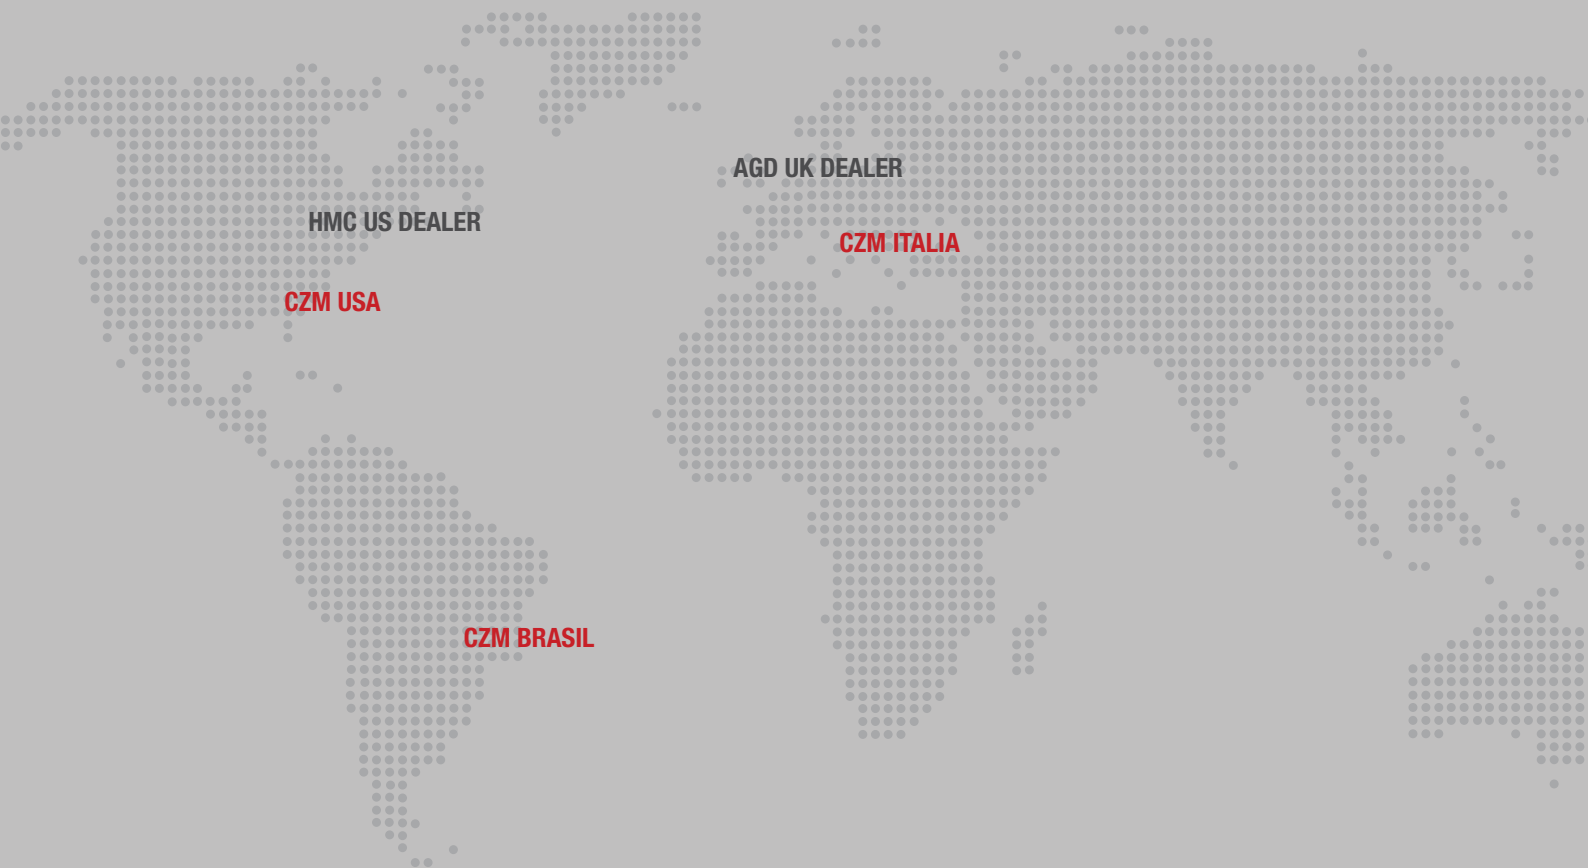 AGD UK DEALER
HMC US DEALER
CZM ITALIA
CZM USA
CZM BRASIL